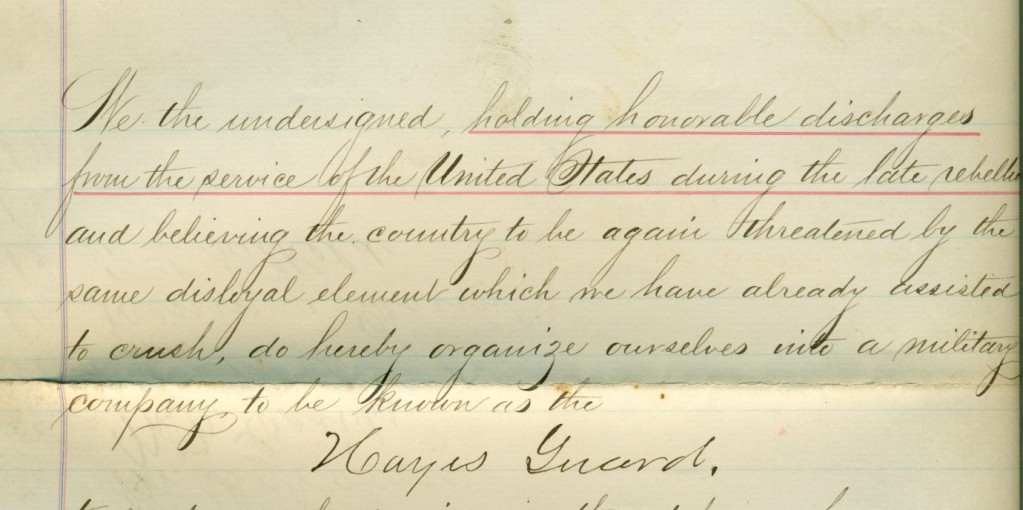 We the undersigned, holding honorable discharges
from the service of the United States during the late
and believing the country to be again threatened by the
same disloyal element which we have already assisted
to crush, do hereby organize ourselves into a military
company, to be known as the
Hayes Guard.